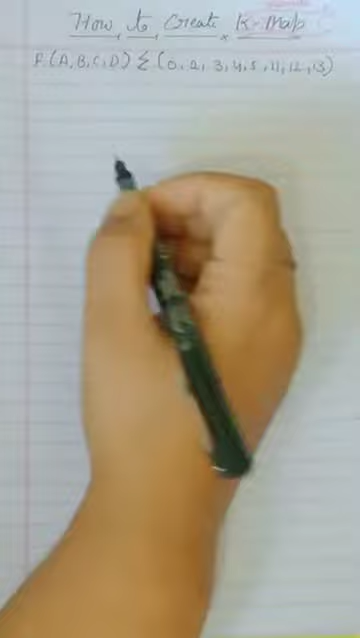 How to Create K-Map
F(A,B,C,D) Σ (0,2,3,4,5,11,12,13)